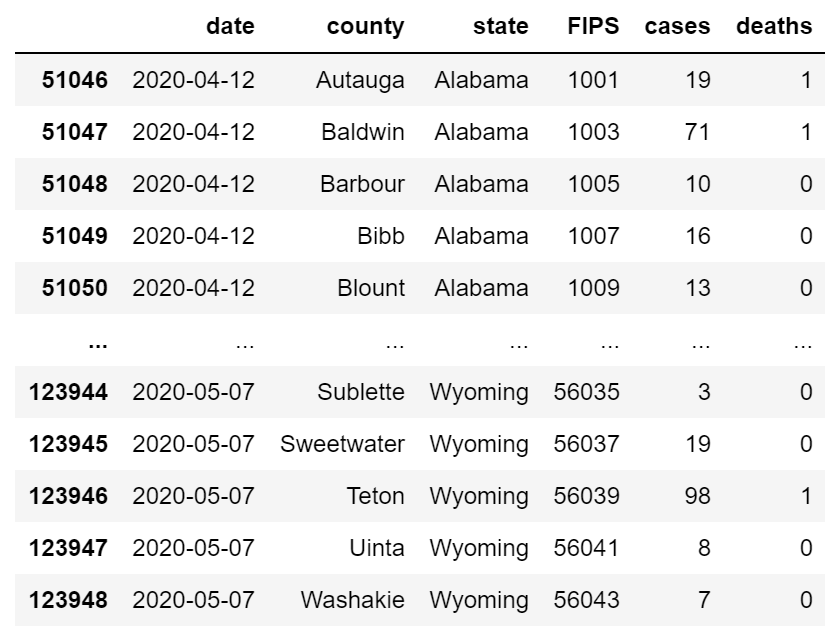 date county state FIPS cases deaths
51046 2020-04-12 Autauga Alabama 1001 19 1
51047 2020-04-12 Baldwin Alabama 1003 71 1
51048 2020-04-12 Barbour Alabama 1005 10 0
51049 2020-04-12 Bibb Alabama 1007 16 0
51050 2020-04-12 Blount Alabama 1009 13 0
... ... ... ... ... ... ...
123944 2020-05-07 Sublette Wyoming 56035 3 0
123945 2020-05-07 Sweetwater Wyoming 56037 19 0
123946 2020-05-07 Teton Wyoming 56039 98 1
123947 2020-05-07 Uinta Wyoming 56041 8 0
123948 2020-05-07 Washakie Wyoming 56043 7 0